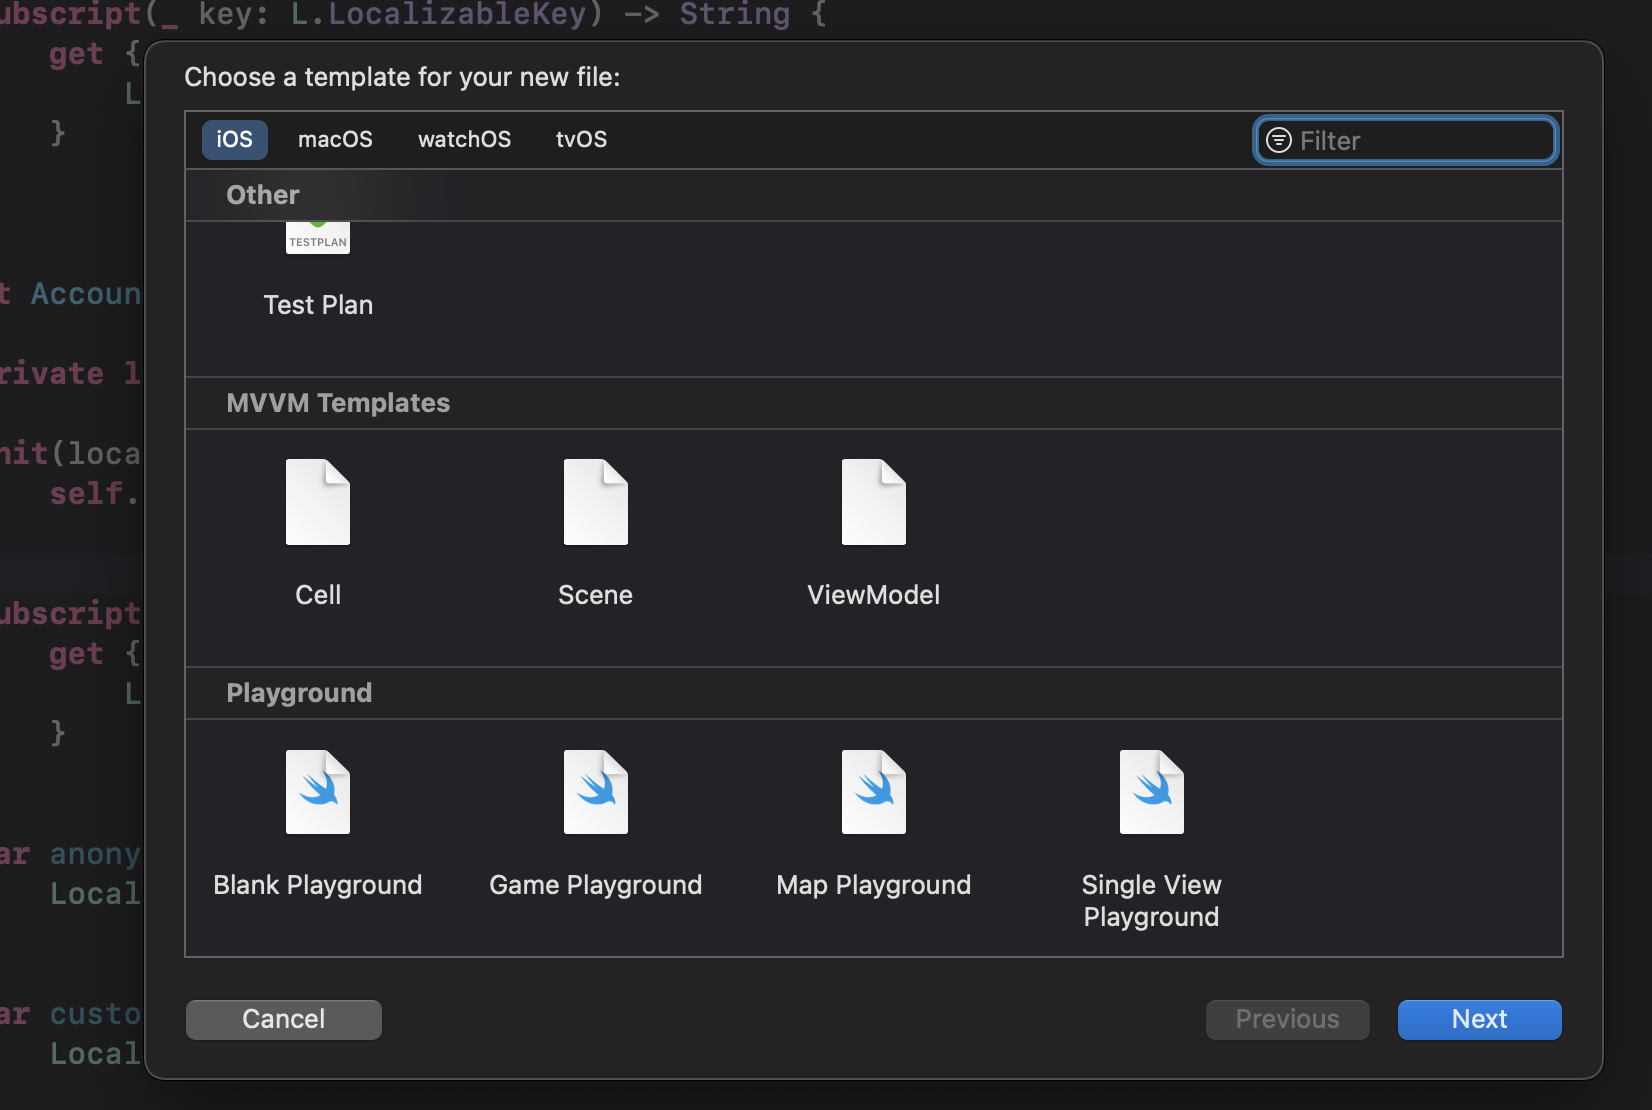 ubscript(_ key: L.LocalizableKey) -> String {
get {
L
}
t Accoun
rivate l
nit(loca
self.
ubscript
get {
L
}
ar anony
Local
ar custo
Local
Choose a template for your new file:
iOS macOS watchOS tvOS Filter
Other
TESTPLAN
Test Plan
MVVM Templates
Cell Scene ViewModel
Playground
Blank Playground Game Playground Map Playground Single View
Playground
Cancel Previous Next